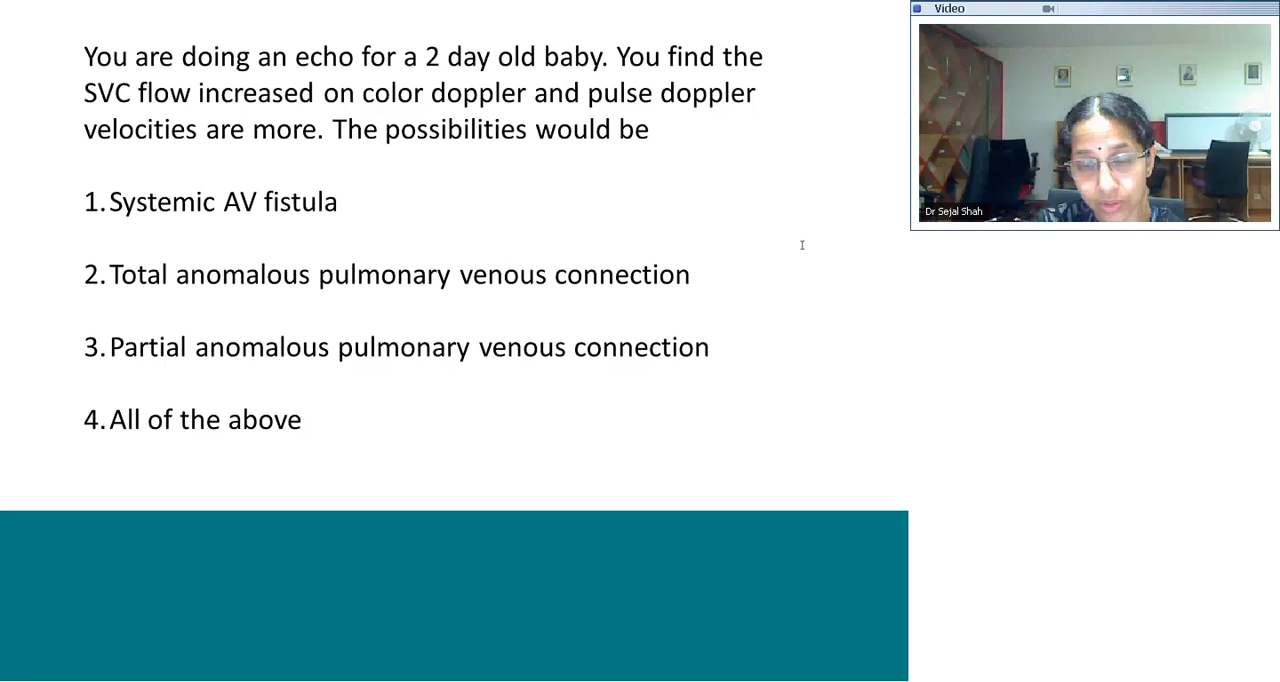 You are doing an echo for a 2 day old baby. You find the
SVC flow increased on color doppler and pulse doppler
velocities are more. The possibilities would be
1. Systemic AV fistula
2. Total anomalous pulmonary venous connection
3. Partial anomalous pulmonary venous connection
4. All of the above
Video
Dr Sejal Shah